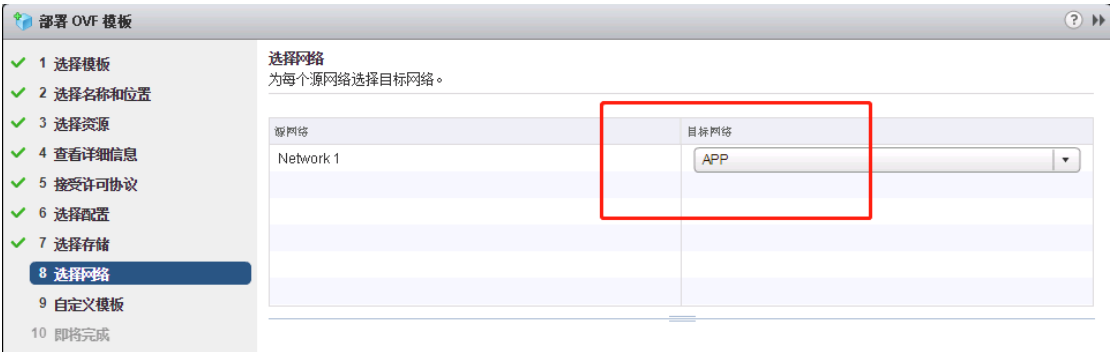 部署 OVF 模板
1 选择模板
2 选择名称和位置
3 选择资源
4 查看详细信息
5 接受许可协议
6 选择配置
7 选择存储
8 选择网络
9 自定义模板
10 即将完成
选择网络
为每个源网络选择目标网络。
源网络 目标网络
Network 1 APP